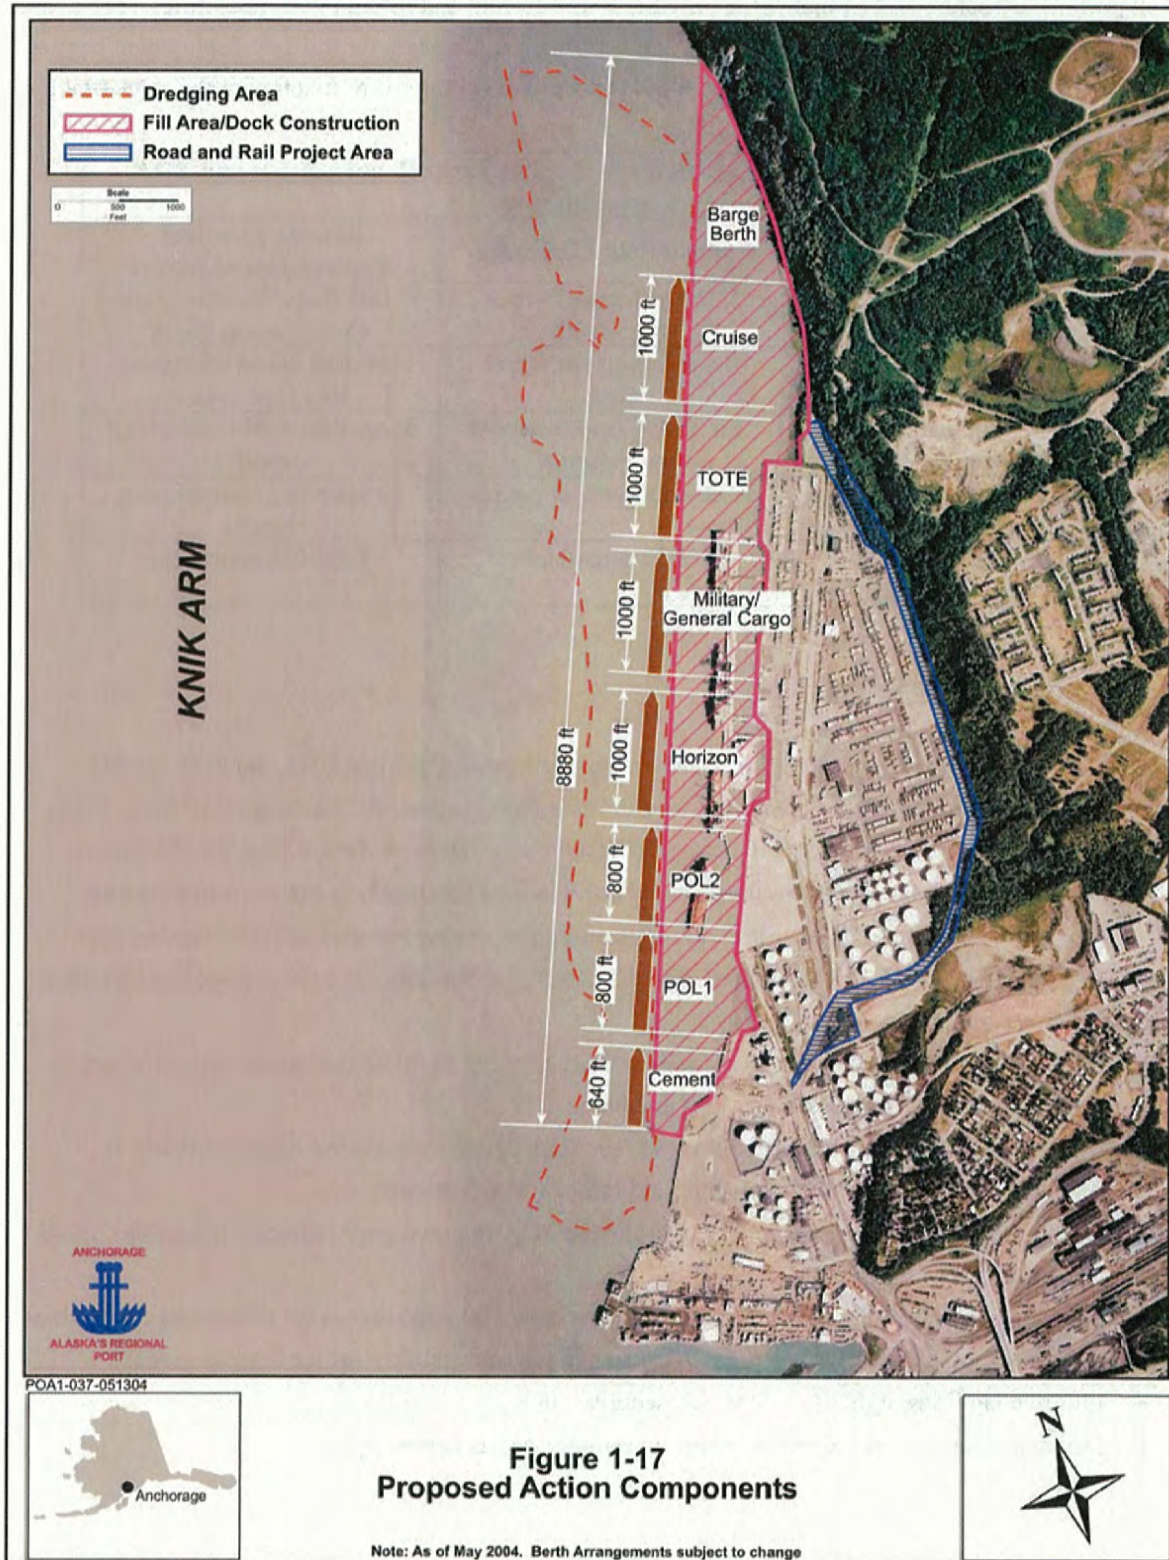 Dredging Area
Fill Area/Dock Construction
Road and Rail Project Area
Scale
0 500 1000
Feet
Barge
Berth
1000 ft
Cruise
1000 ft
TOTE
KNIK ARM
1000 ft
Military/
General Cargo
8880 ft
1000 ft
Horizon
800 ft
POL2
800 ft
POL1
640 ft
Cement
ANCHORAGE
ALASKA'S REGIONAL
PORT
POA1-037-051304
Anchorage
Figure 1-17
Proposed Action Components
Note: As of May 2004. Berth Arrangements subject to change
N